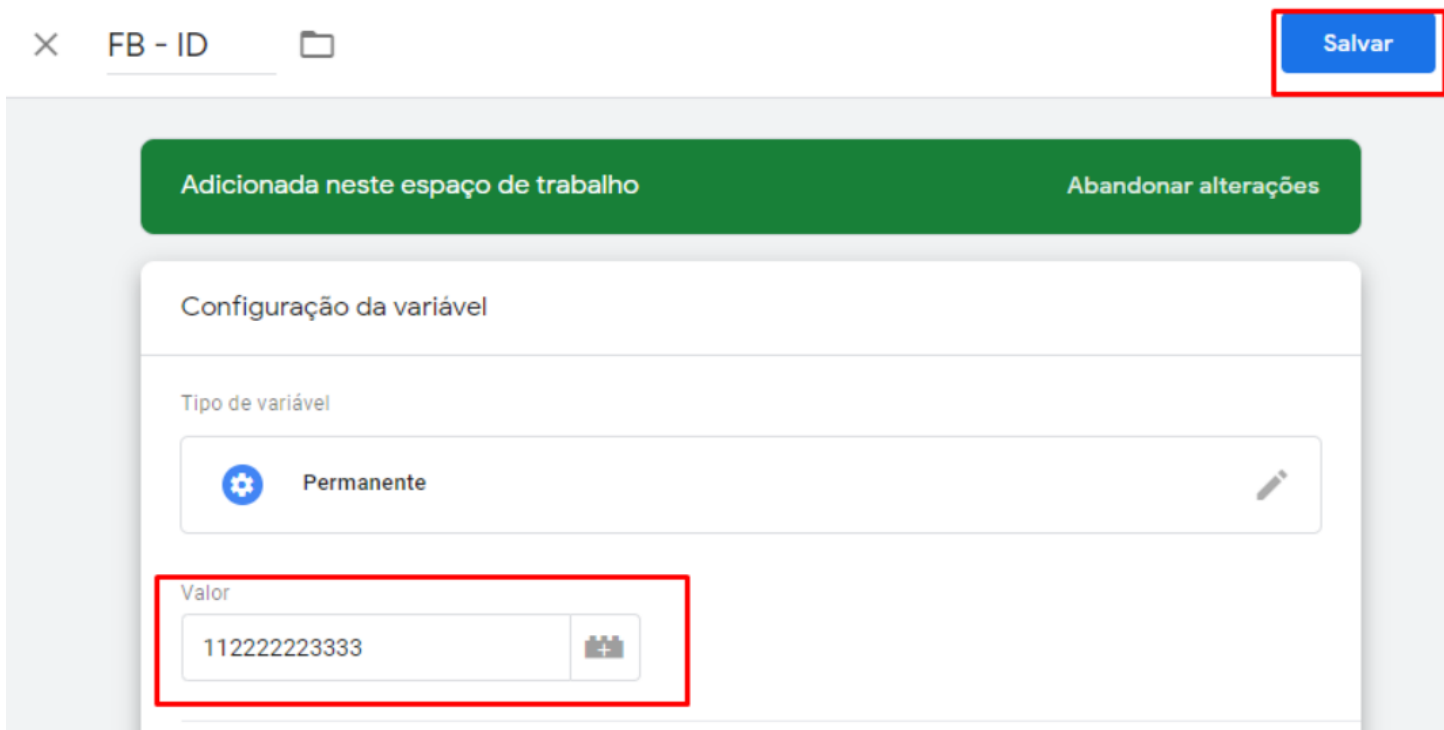 FB - ID
Salvar
Adicionada neste espaço de trabalho
Abandonar alterações
Configuração da variável
Tipo de variável
Permanente
Valor
112222223333